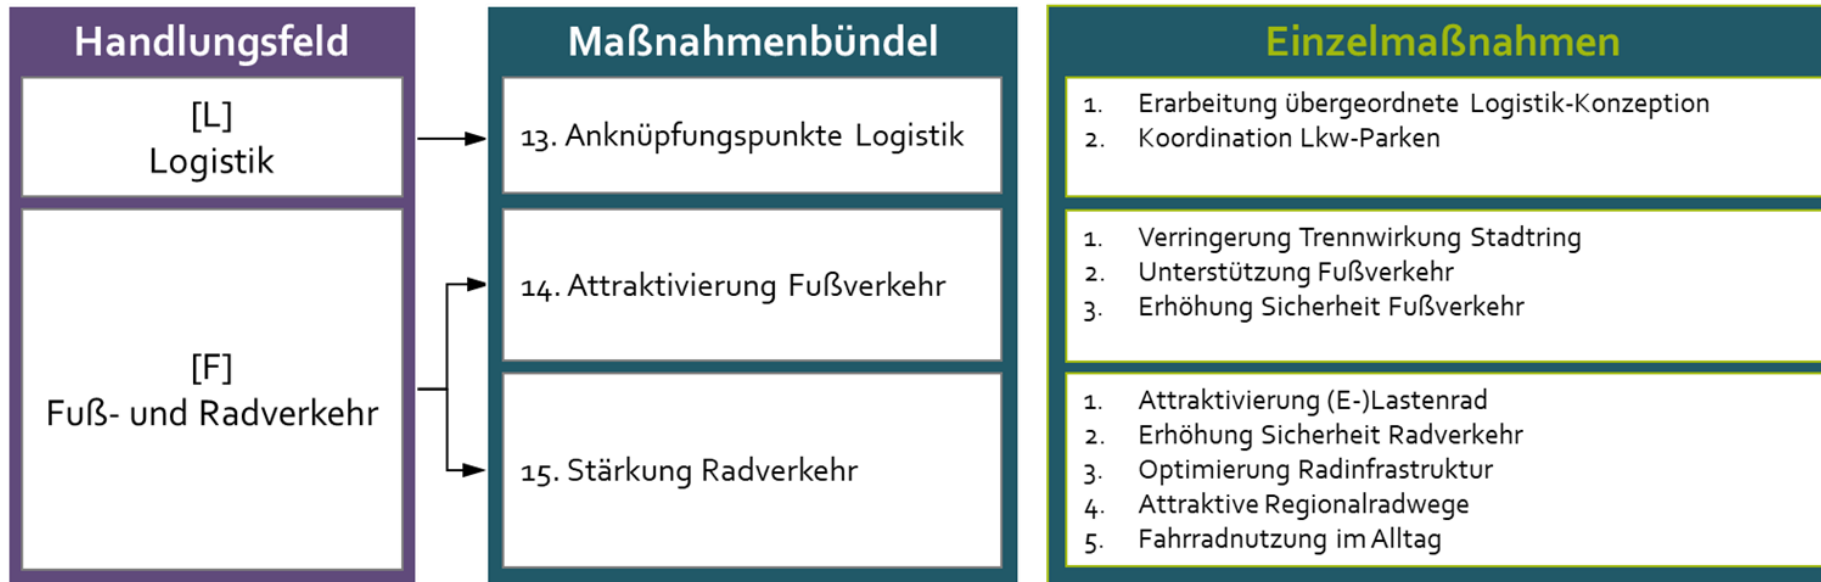 Handlungsfeld
Maßnahmenbündel
Einzelmaßnahmen
[L]
Logistik
13. Anknüpfungspunkte Logistik
1. Erarbeitung übergeordnete Logistik-Konzeption
2. Koordination Lkw-Parken
[F]
Fuß- und Radverkehr
14. Attraktivierung Fußverkehr
1. Verringerung Trennwirkung Stadtring
2. Unterstützung Fußverkehr
3. Erhöhung Sicherheit Fußverkehr
15. Stärkung Radverkehr
1. Attraktivierung (E-)Lastenrad
2. Erhöhung Sicherheit Radverkehr
3. Optimierung Radinfrastruktur
4. Attraktive Regionalradwege
5. Fahrradnutzung im Alltag